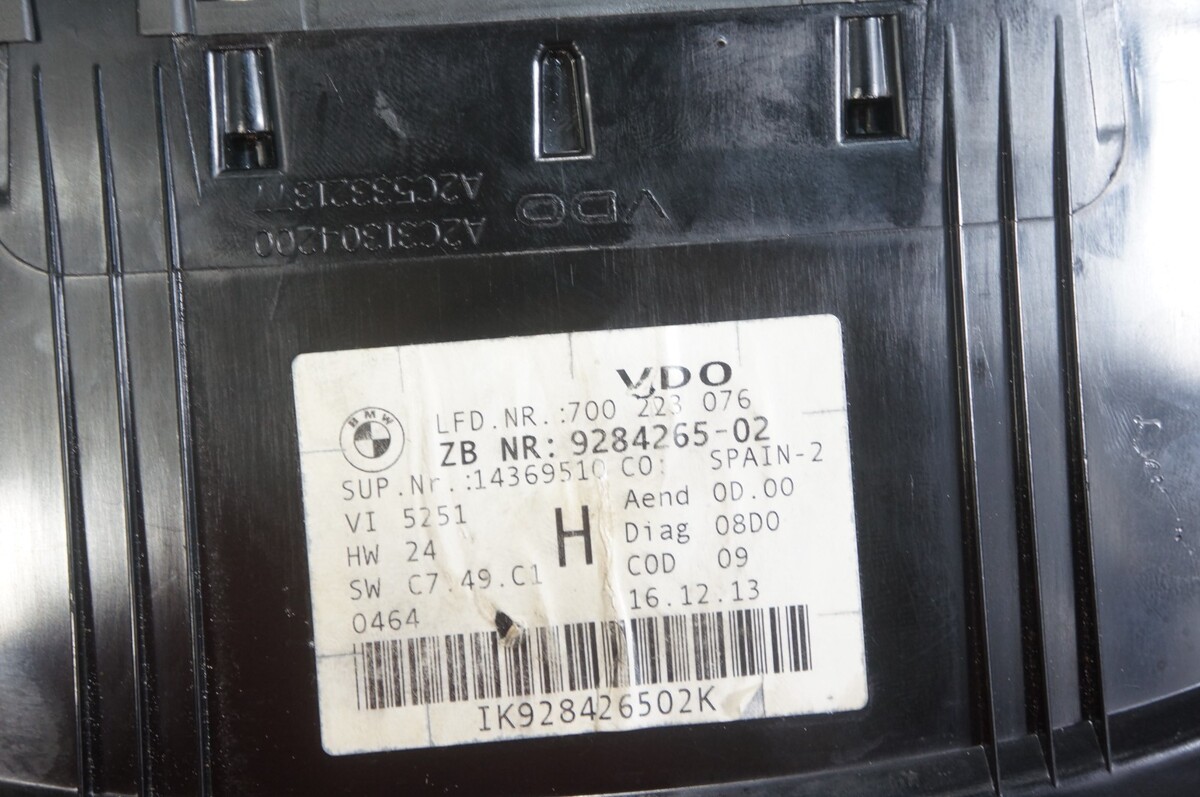 A2C53321377
A2C31304200
VDO
VDO
BMW
LFD.NR.:700 223 076
ZB NR: 9284265-02
SUP.Nr.:14369510 CO: SPAIN-2
VI 5251
Aend 0D.00
HW 24
H
Diag 08D0
SW C7.49.C1
COD 09
0464
16.12.13
IK928426502K